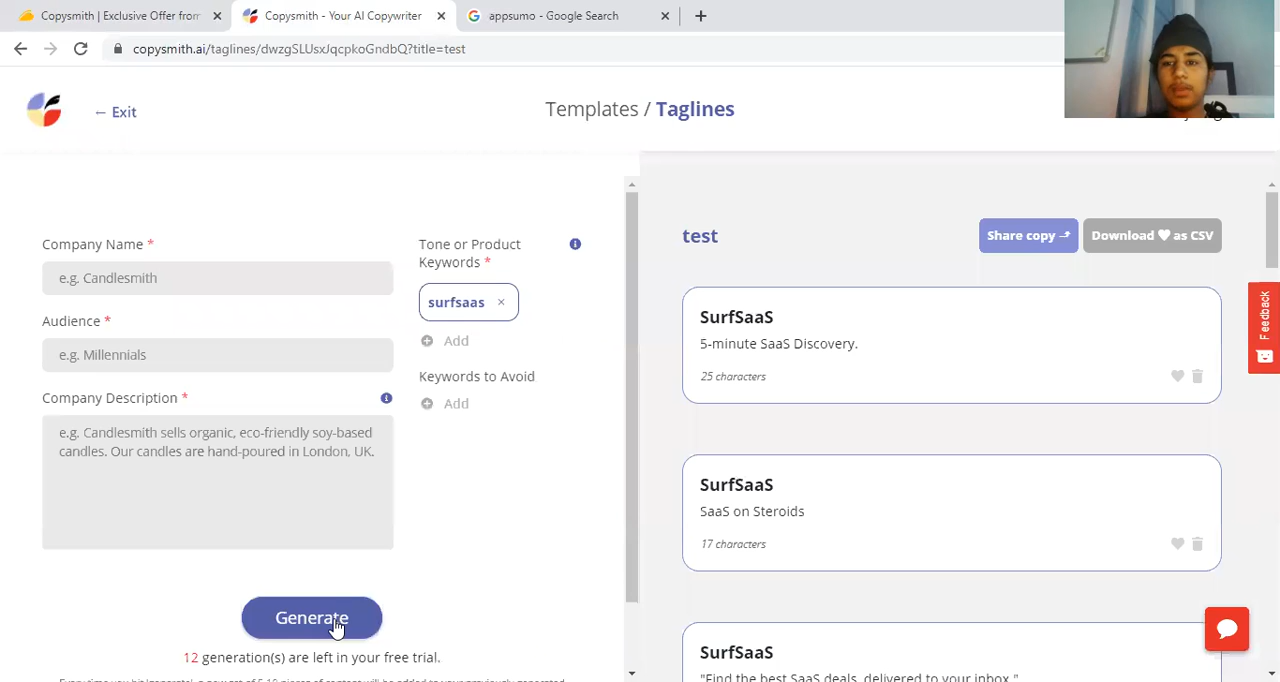 Copysmith | Exclusive Offer from
Copysmith - Your AI Copywriter
appsumo - Google Search
copysmith.ai/taglines/dwzgSLUsxJqcpkoGndbQ?title=test
← Exit
Templates / Taglines
Company Name *
e.g. Candlesmith
Audience *
e.g. Millennials
Company Description *
e.g. Candlesmith sells organic, eco-friendly soy-based
candles. Our candles are hand-poured in London, UK.
Tone or Product
Keywords *
surfsaas ×
Add
Keywords to Avoid
Add
Generate
12 generation(s) are left in your free trial.
test
Share copy
Download ♥ as CSV
SurfSaaS
5-minute SaaS Discovery.
25 characters
SurfSaaS
SaaS on Steroids
17 characters
SurfSaaS
"Find the best SaaS deals, delivered to your inbox."
Feedback